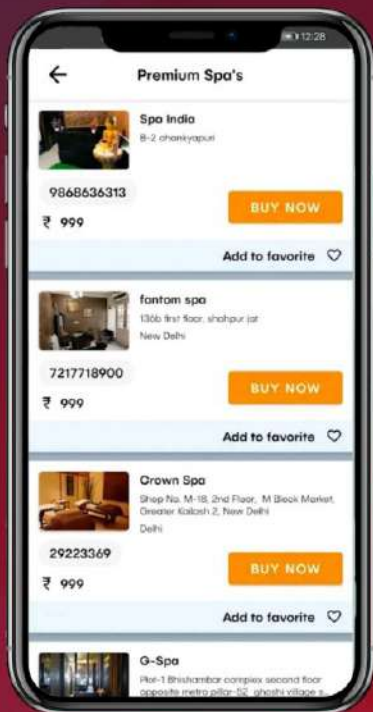 12:28
Premium Spa's
Spa India
B-2 chankyapuri
9868636313
BUY NOW
₹ 999
Add to favorite
fantom spa
136b first floor, shahpur jat
New Delhi
7217718900
BUY NOW
₹ 999
Add to favorite
Crown Spa
Shop No. M-18, 2nd Floor, M Block Market,
Greater Kailash 2, New Delhi
Delhi
29223369
BUY NOW
₹ 999
Add to favorite
G-Spa
Plot-1 Bhishambar complex second floor
opposite metro pillar-52 ghoshi village s...